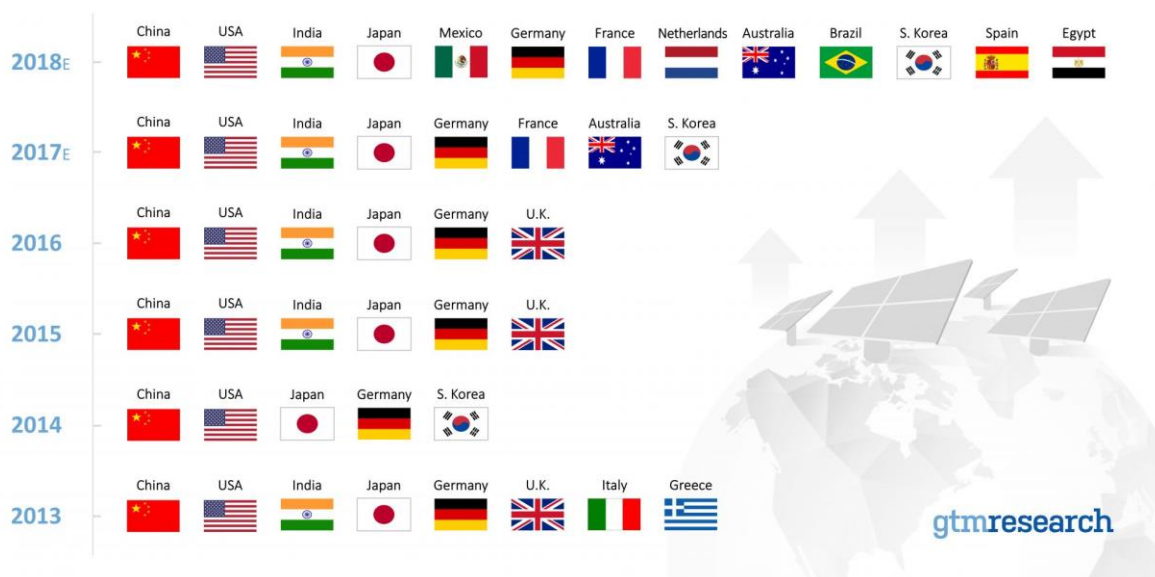 China USA India Japan Mexico Germany France Netherlands Australia Brazil S. Korea Spain Egypt
2018E
China USA India Japan Germany France Australia S. Korea
2017E
China USA India Japan Germany U.K.
2016
China USA India Japan Germany U.K.
2015
China USA Japan Germany S. Korea
2014
China USA India Japan Germany U.K. Italy Greece
2013
gtmresearch